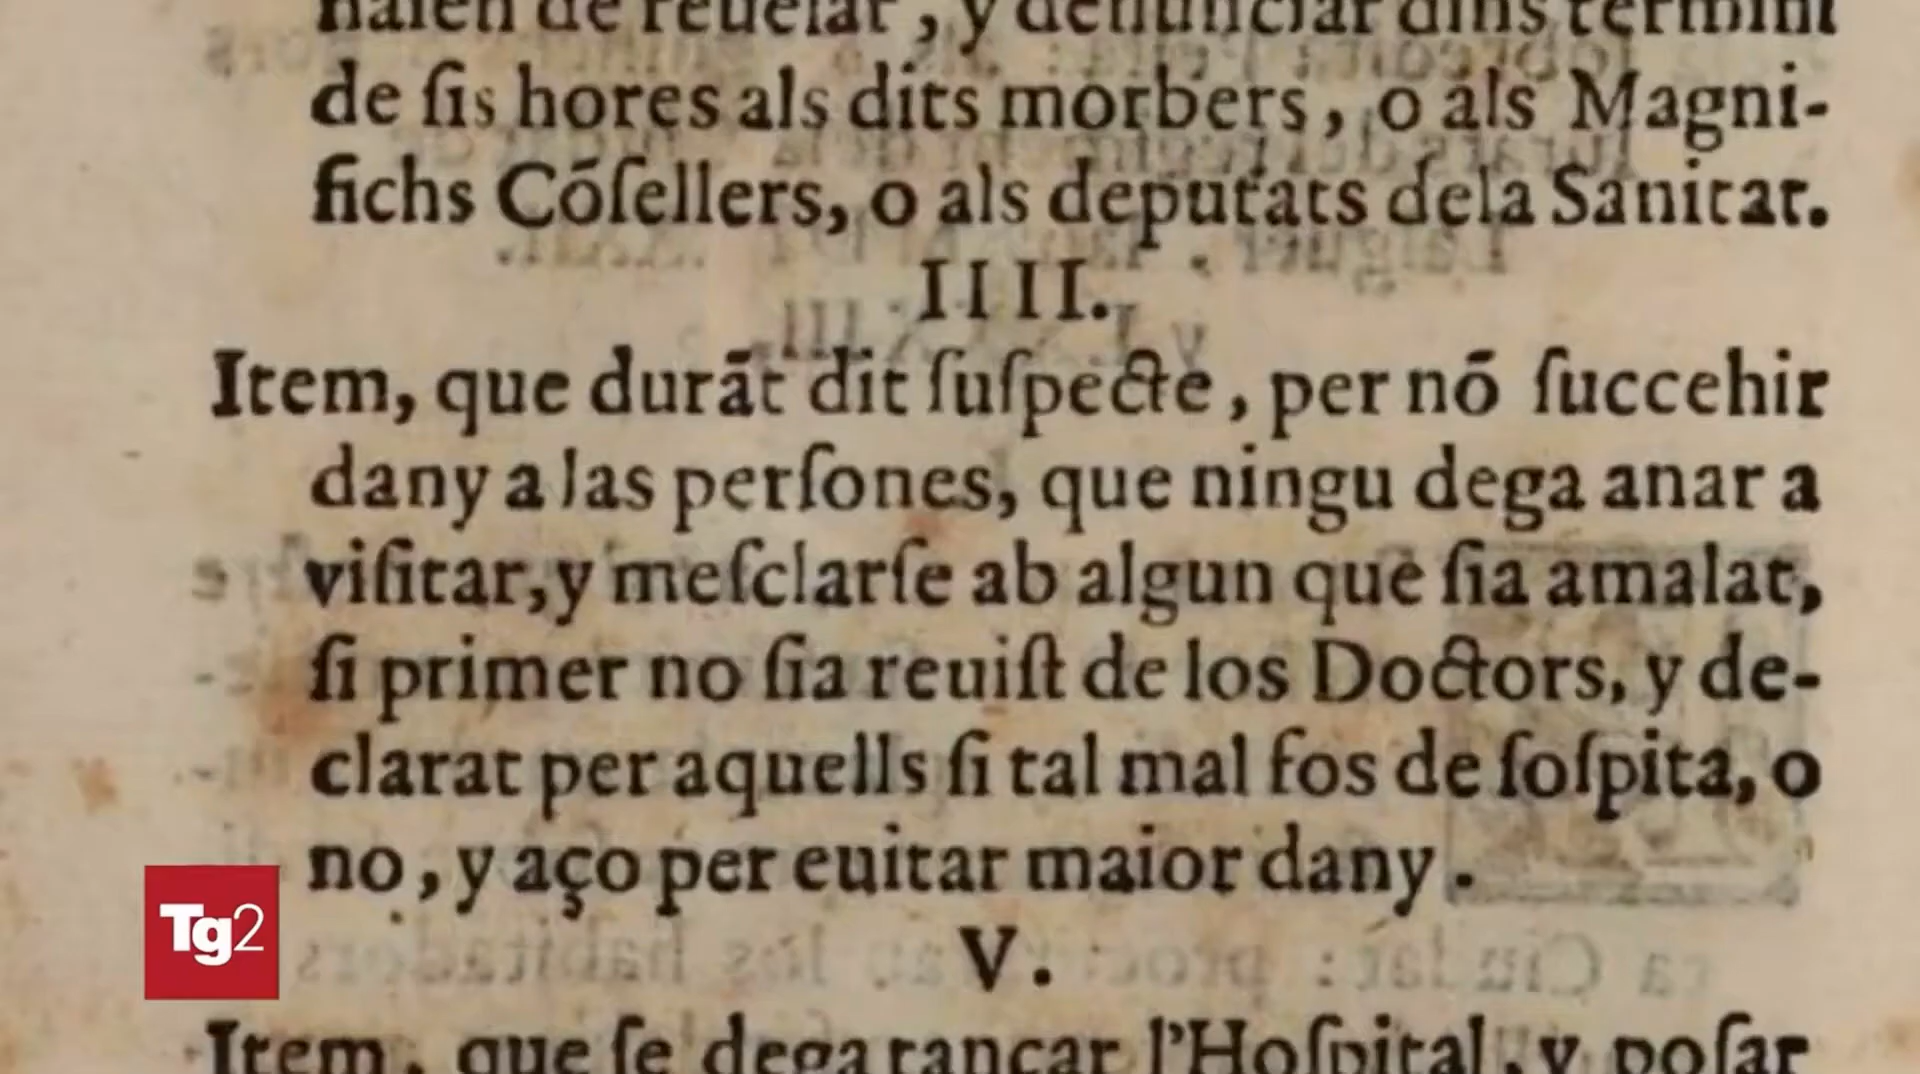 haien de reuelar, y denunciar dins termini
de ſis hores als dits morbers, o als Magni-
fichs Cõſellers, o als deputats dela Sanitat.
IIII.
Item, que durãt dit ſuſpecte, per nõ ſuccehir
dany a las perſones, que ningu dega anar a
viſitar, y meſclarſe ab algun que ſia amalat,
ſi primer no ſia reuiſt de los Doctors, y de-
clarat per aquells ſi tal mal fos de ſoſpita, o
no, y aço per euitar maior dany.
V.
Item, que ſe dega tancar l'Hoſpital, y poſar
Tg2